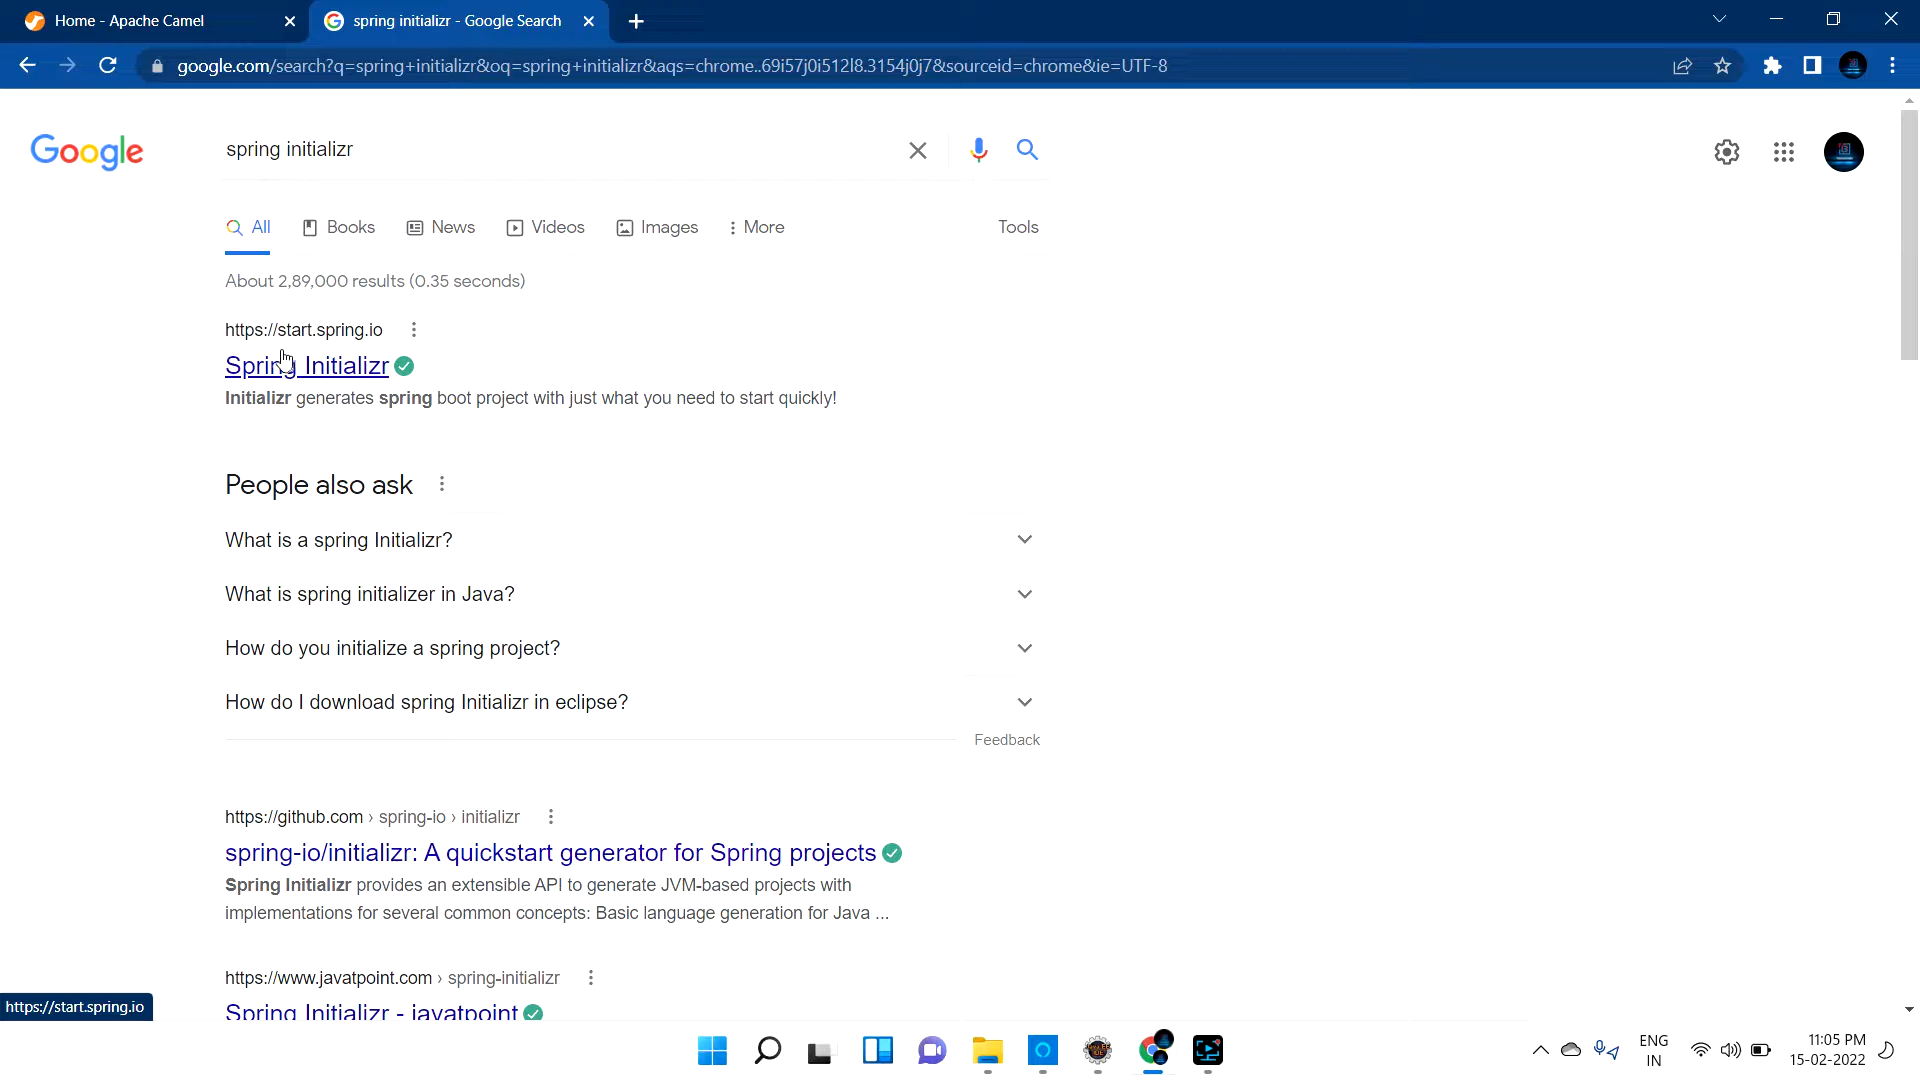 Home - Apache Camel
spring initializr - Google Search
google.com/search?q=spring+initializr&oq=spring+initializr&aqs=chrome..69i57j0i512l8.3154j0j7&sourceid=chrome&ie=UTF-8
Google
spring initializr
All
Books
News
Videos
Images
More
Tools
About 2,89,000 results (0.35 seconds)
https://start.spring.io
Spring Initializr
Initializr generates spring boot project with just what you need to start quickly!
People also ask
What is a spring Initializr?
What is spring initializer in Java?
How do you initialize a spring project?
How do I download spring Initializr in eclipse?
Feedback
https://github.com › spring-io › initializr
spring-io/initializr: A quickstart generator for Spring projects
Spring Initializr provides an extensible API to generate JVM-based projects with
implementations for several common concepts: Basic language generation for Java ...
https://www.javatpoint.com › spring-initializr
Spring Initializr - javatpoint
https://start.spring.io
ENG
IN
11:05 PM
15-02-2022